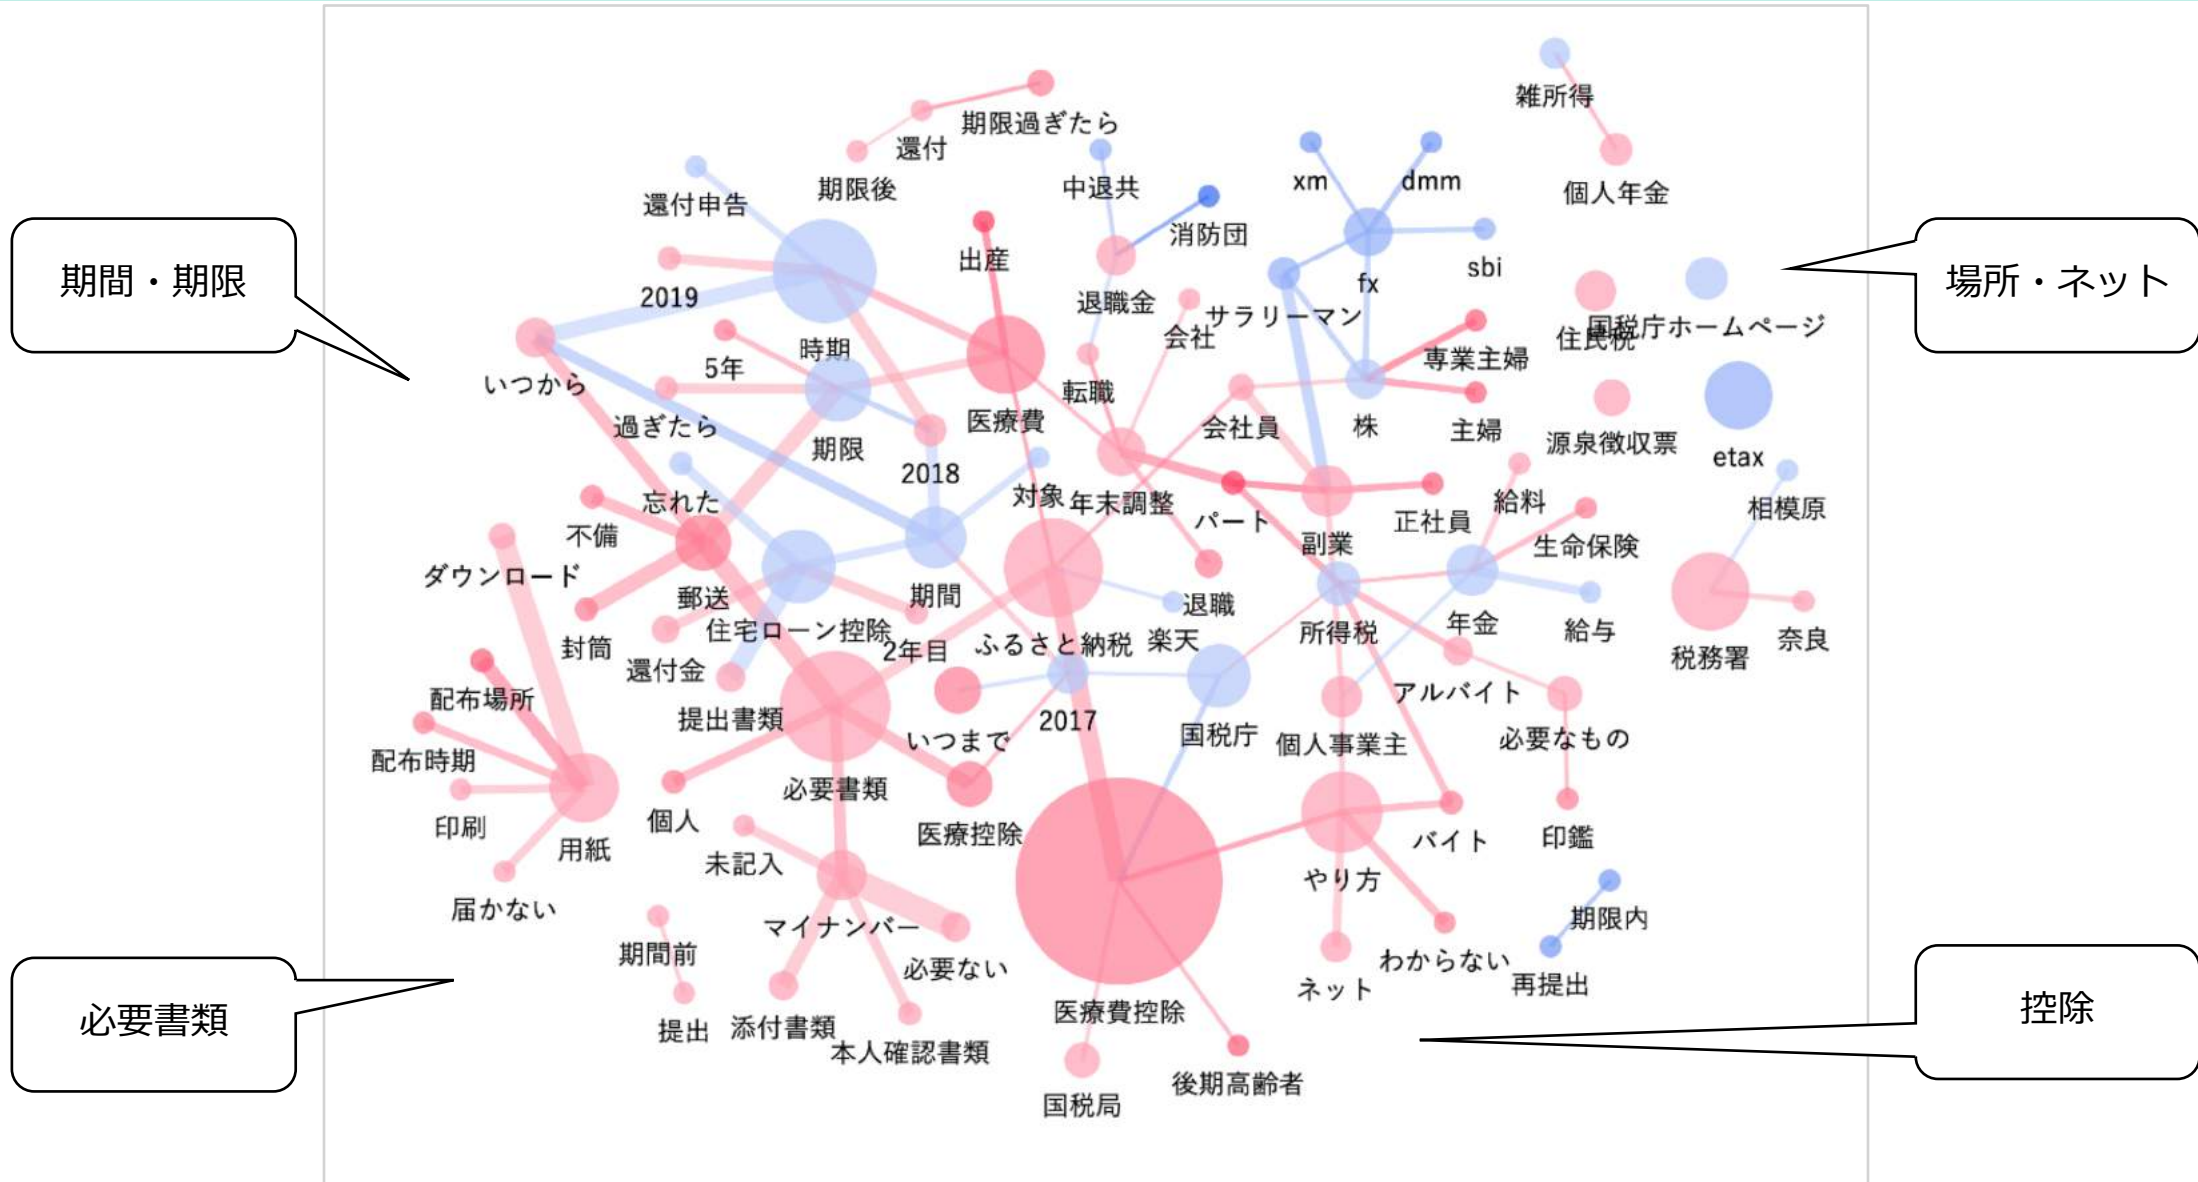 雑所得
期限過ぎたら
還付
中退共
xm
dmm
期限後
個人年金
還付申告
消防団
出産
sbi
期間・期限
場所・ネット
fx
2019
退職金
サラリーマン
国税庁ホームページ
住民税
会社
時期
専業主婦
5年
いつから
転職
医療費
過ぎたら
会社員
株
主婦
源泉徴収票
期限
etax
2018
対象
年末調整
忘れた
給料
相模原
パート
正社員
不備
副業
生命保険
ダウンロード
郵送
期間
退職
住宅ローン控除
所得税
年金
給与
奈良
封筒
2年目
ふるさと納税
楽天
税務署
還付金
アルバイト
配布場所
提出書類
2017
国税庁
いつまで
個人事業主
必要なもの
配布時期
必要書類
個人
印刷
医療控除
バイト
印鑑
用紙
未記入
やり方
届かない
マイナンバー
期限内
期間前
必要ない
わからない
ネット
再提出
必要書類
控除
医療費控除
提出
添付書類
本人確認書類
後期高齢者
国税局